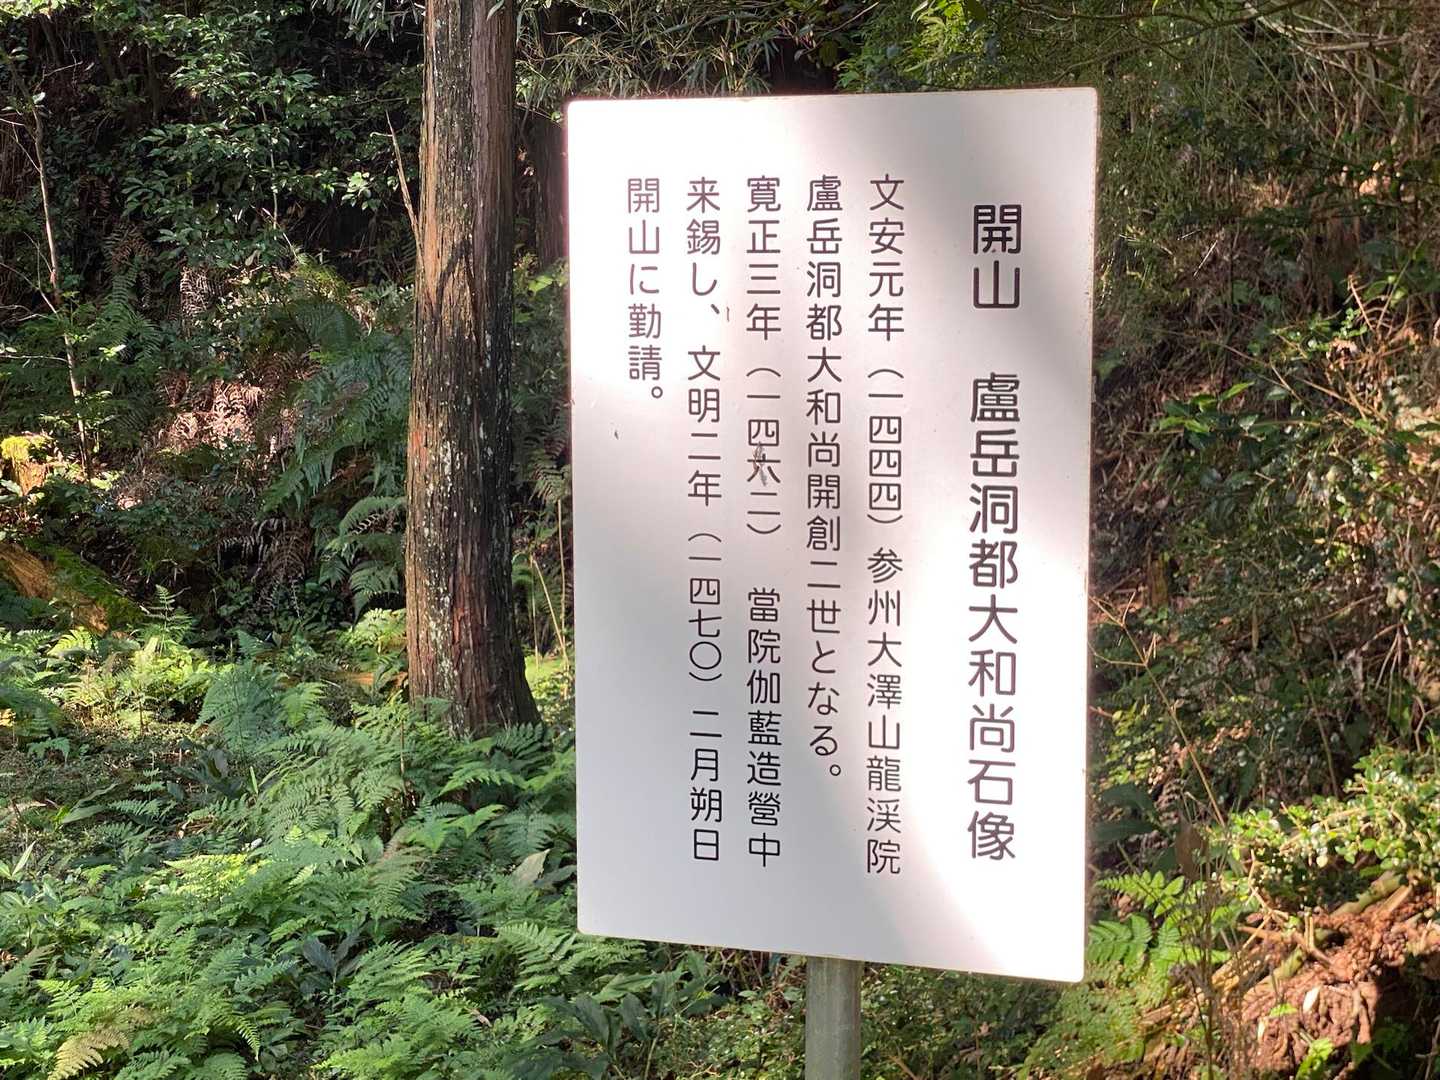 開山　盧岳洞都大和尚石像
文安元年（一四四四）参州大澤山龍渓院
盧岳洞都大和尚開創二世となる。
寛正三年（一四六二）　當院伽藍造營中
来錫し、文明二年（一四七〇）二月朔日
開山に勤請。